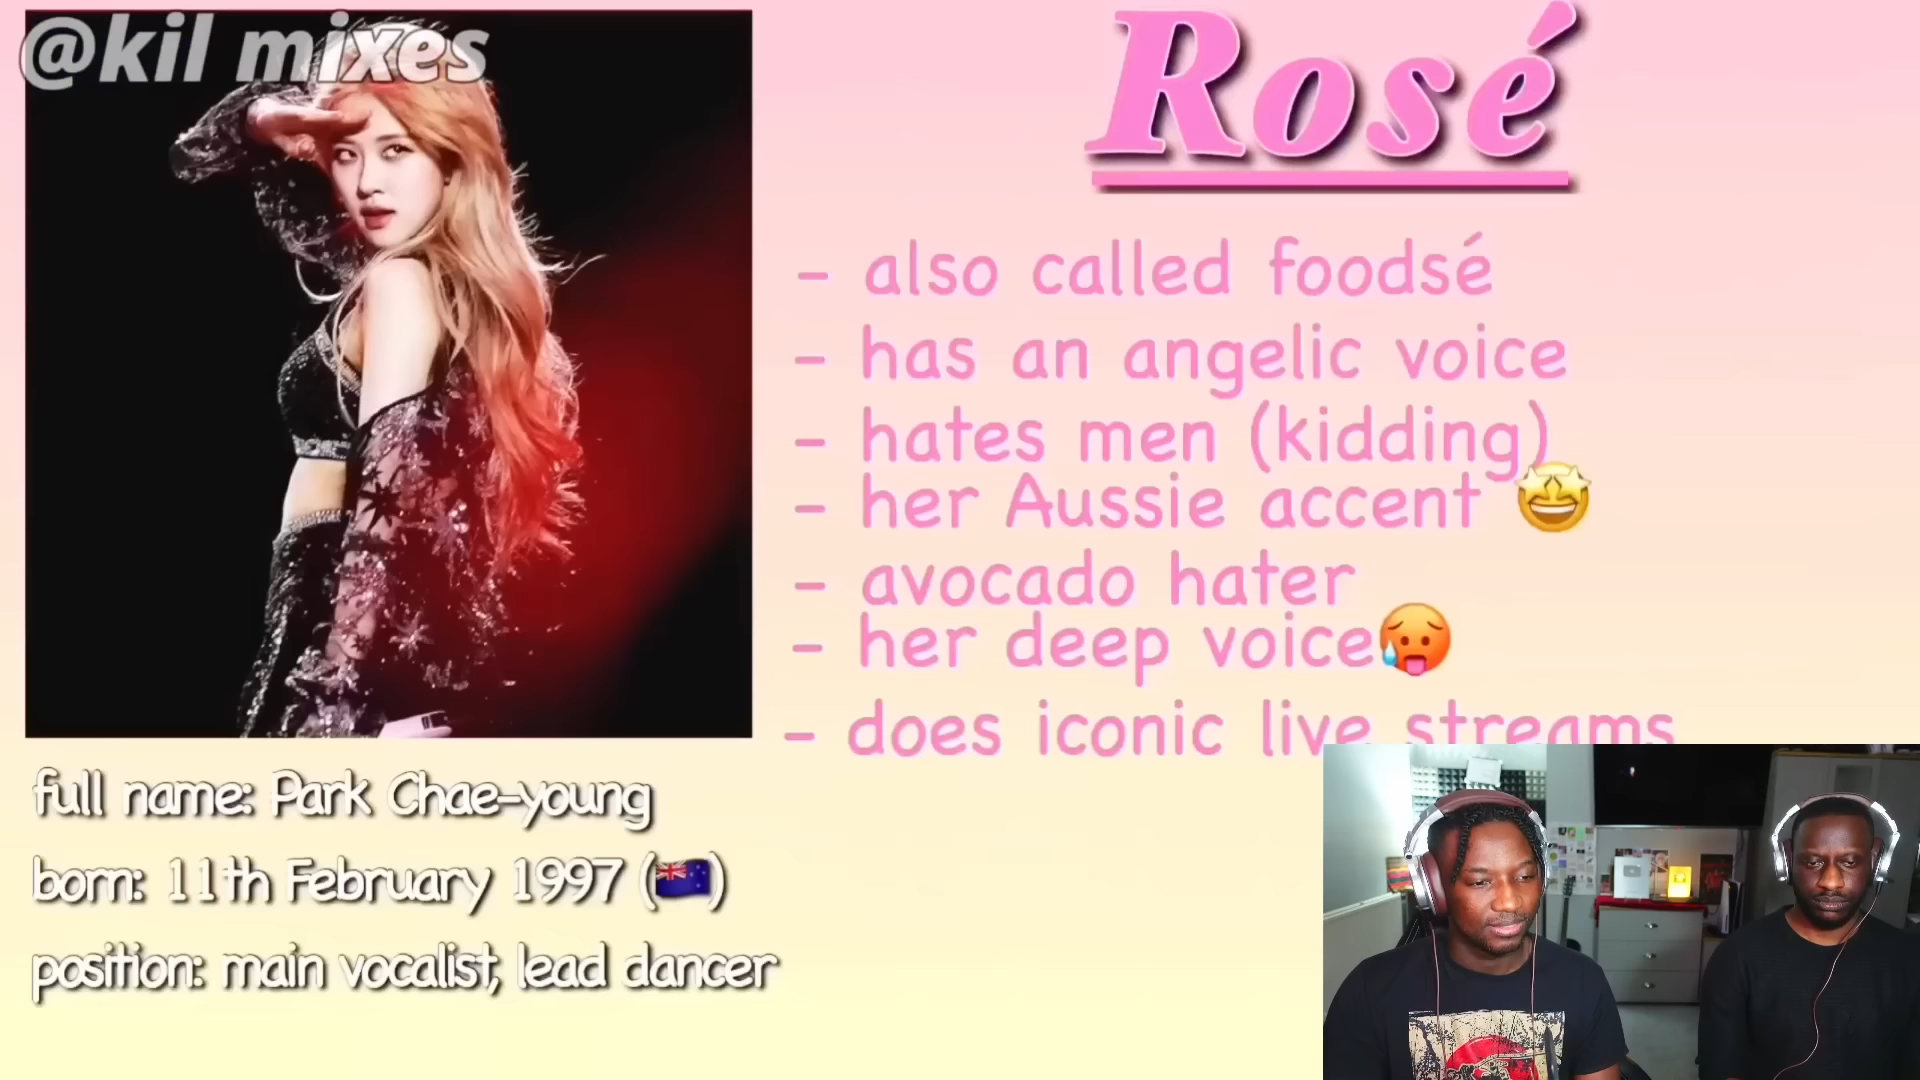 @kil mixes
Rosé
- also called foodsé
- has an angelic voice
- hates men (kidding)
- her Aussie accent 🤩
- avocado hater
- her deep voice🥵
- does iconic live streams
full name: Park Chae-young
born: 11th February 1997 (🇳🇿)
position: main vocalist, lead dancer